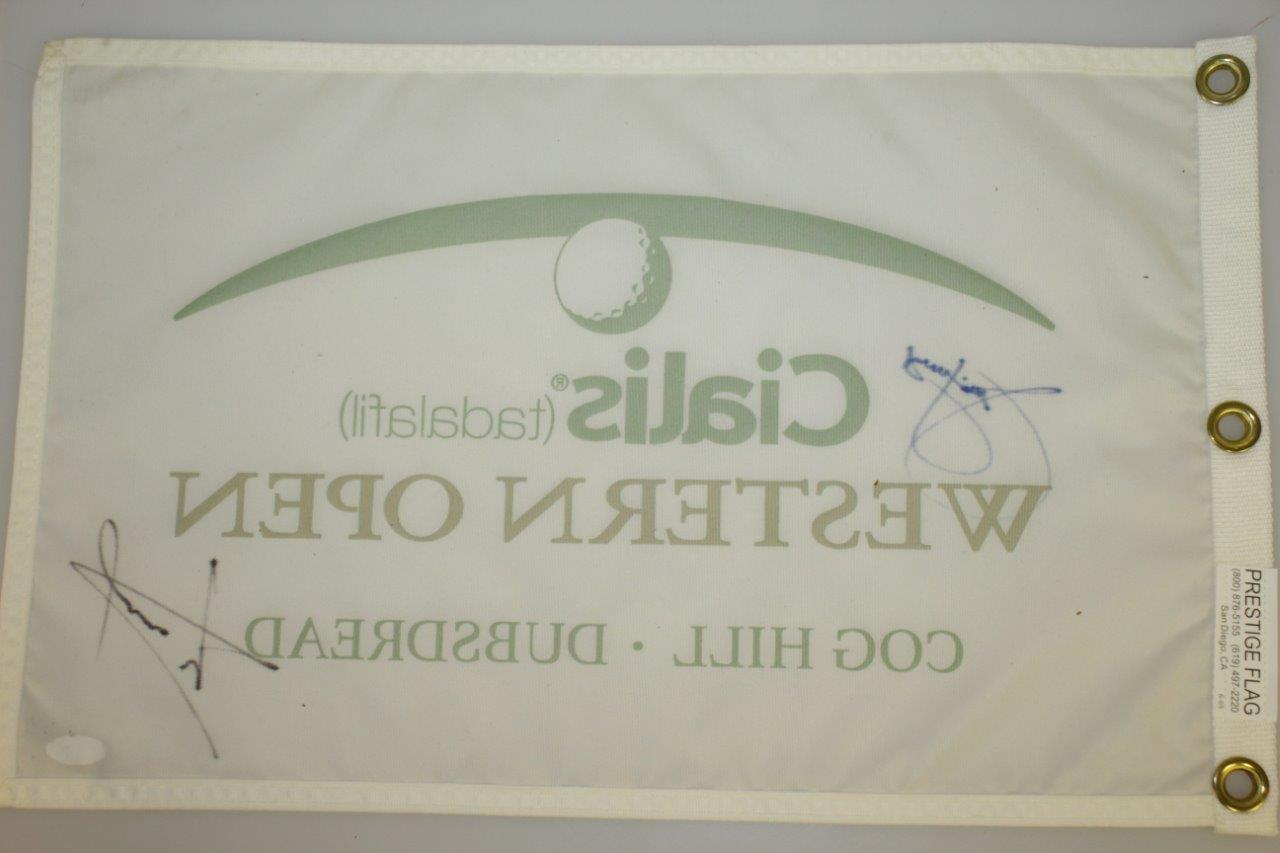 Cialis® (tadalafil)
WESTERN OPEN
COG HILL · DUBSDREAD
PRESTIGE FLAG
(800) 876-5155 (619) 497-2220
San Diego, CA